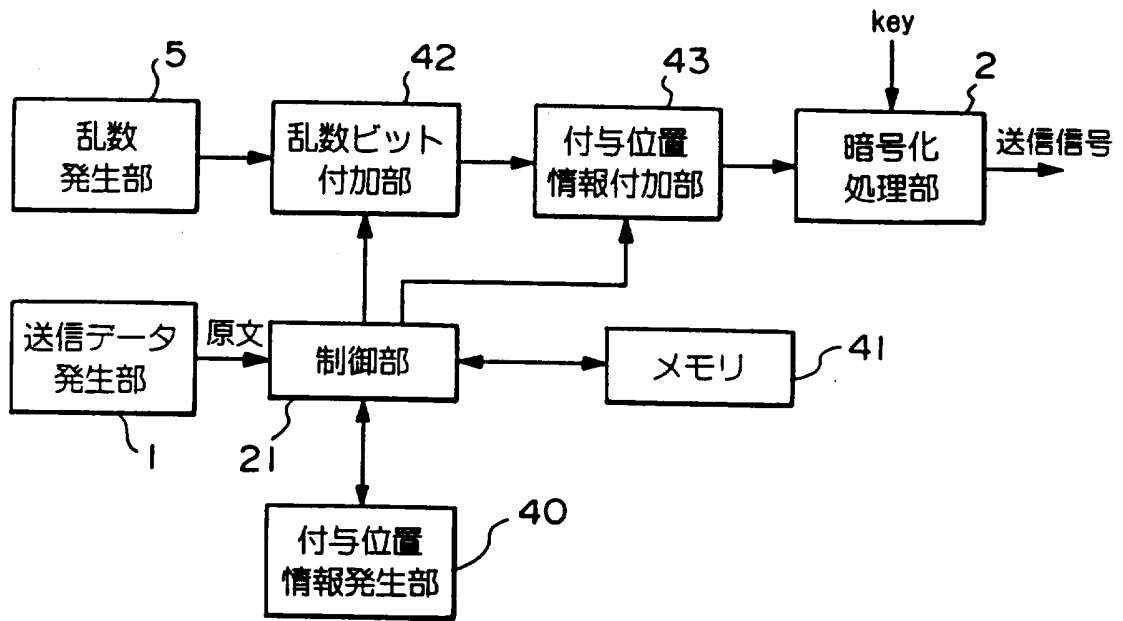 key
5
42
43
2
乱数
発生部
乱数ビット
付加部
付与位置
情報付加部
暗号化
処理部
送信信号
送信データ
発生部
原文
制御部
メモリ
41
1
21
付与位置
情報発生部
40